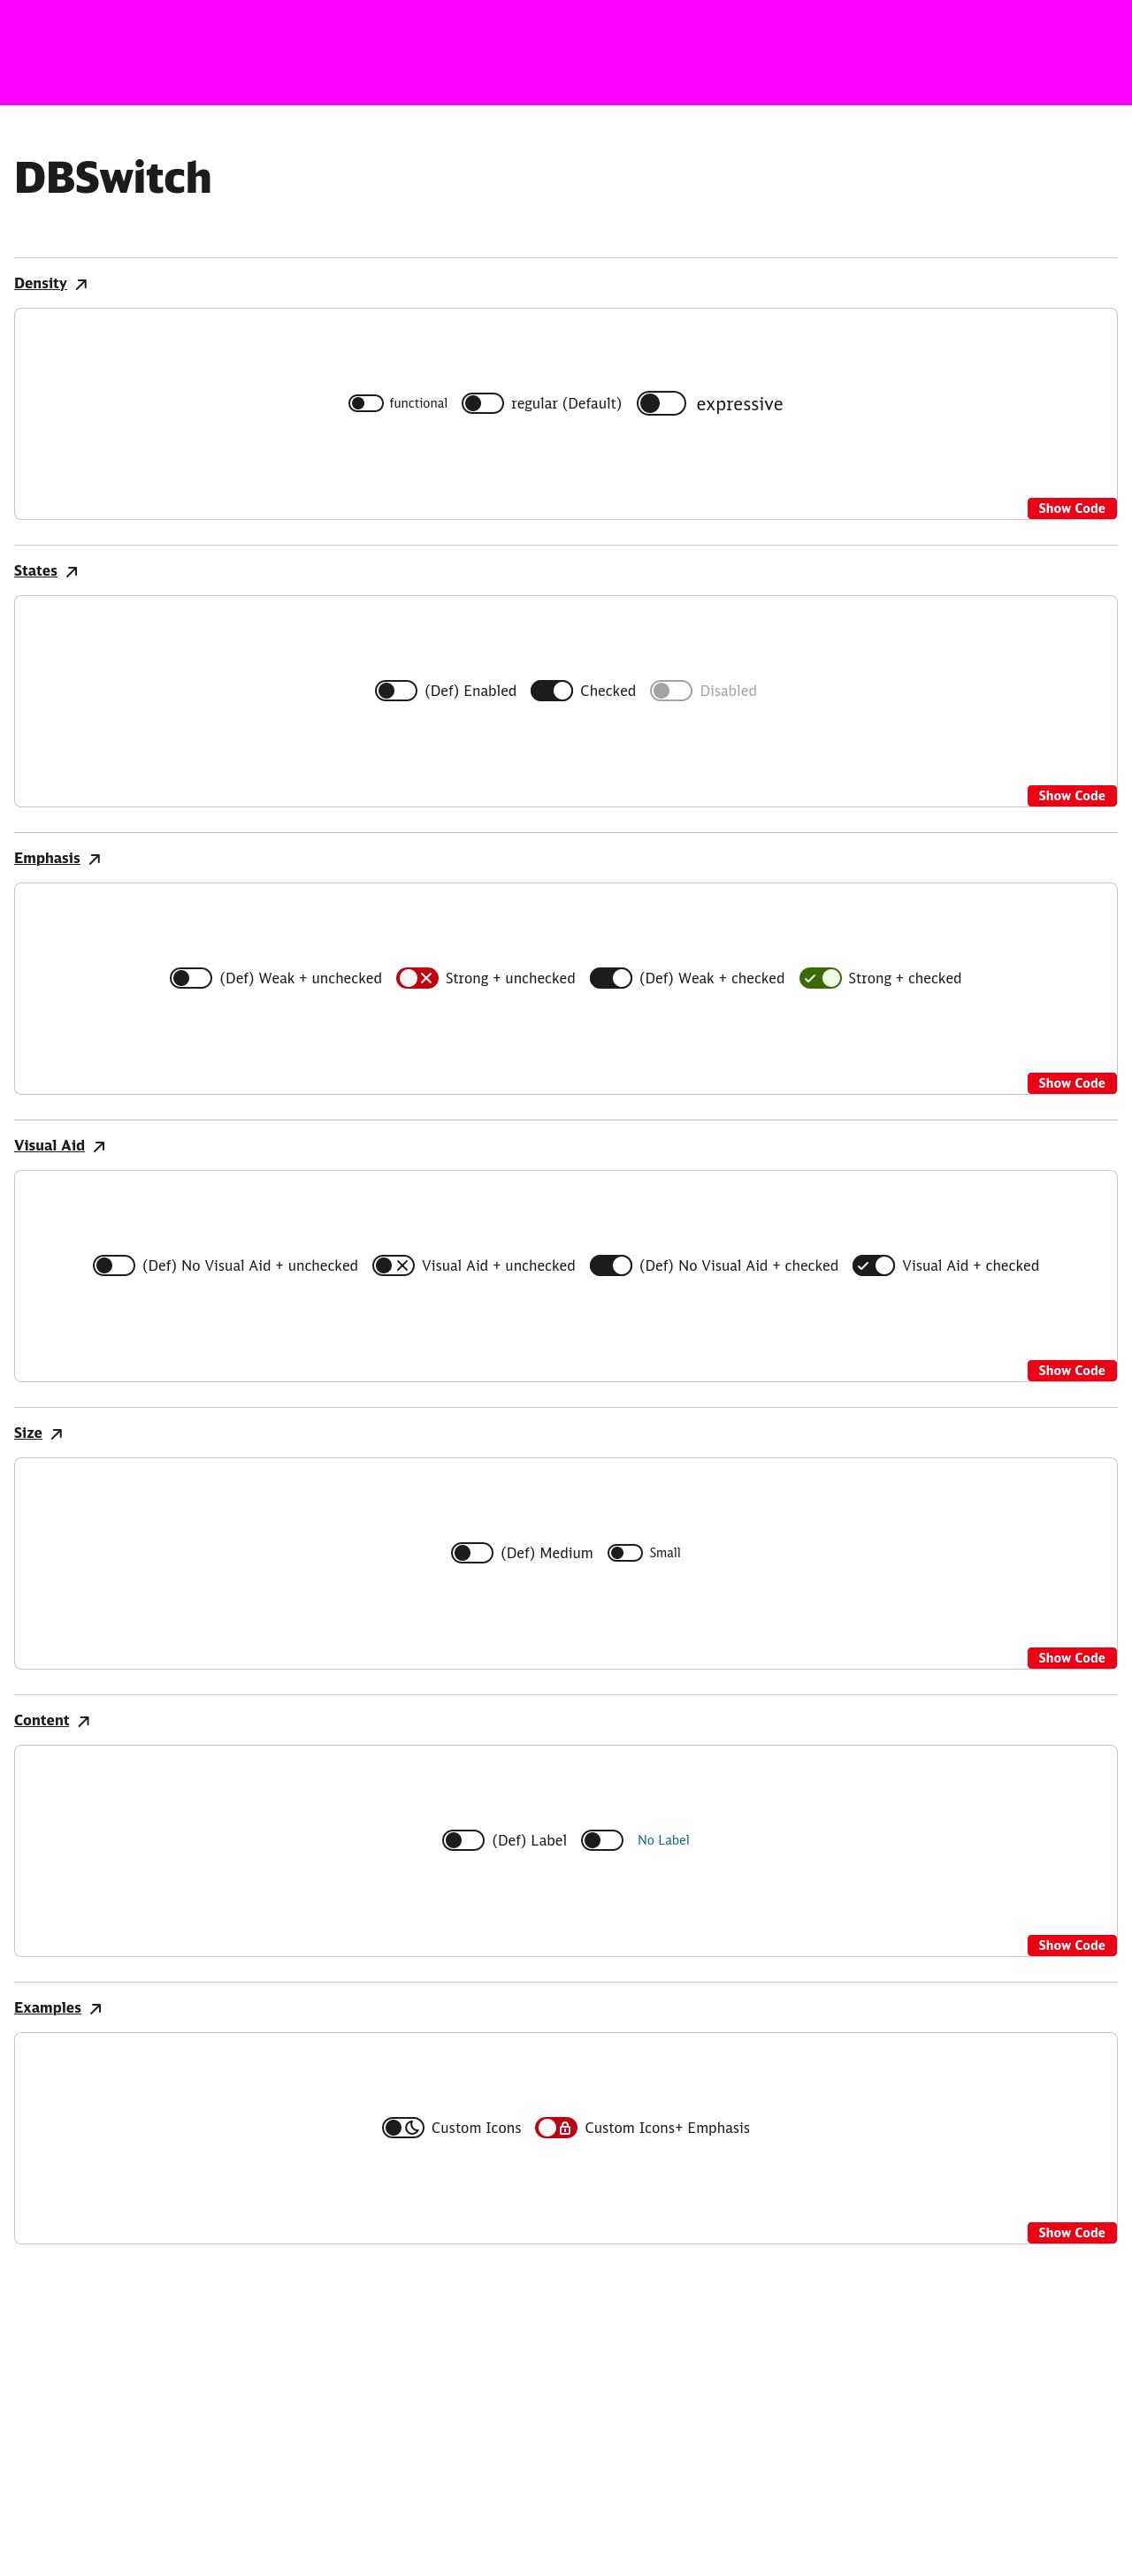 DBSwitch
Density
functional regular (Default) expressive
Show Code
States
(Def) Enabled Checked Disabled
Show Code
Emphasis
(Def) Weak + unchecked Strong + unchecked (Def) Weak + checked Strong + checked
Show Code
Visual Aid
(Def) No Visual Aid + unchecked Visual Aid + unchecked (Def) No Visual Aid + checked Visual Aid + checked
Show Code
Size
(Def) Medium Small
Show Code
Content
(Def) Label No Label
Show Code
Examples
Custom Icons Custom Icons+ Emphasis
Show Code